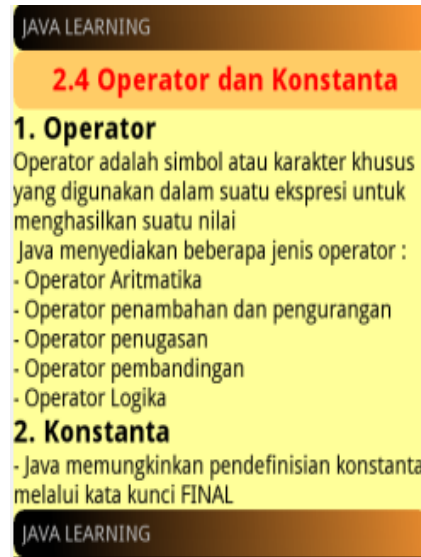 JAVA LEARNING
2.4 Operator dan Konstanta
1. Operator
Operator adalah simbol atau karakter khusus
yang digunakan dalam suatu ekspresi untuk
menghasilkan suatu nilai
Java menyediakan beberapa jenis operator :
- Operator Aritmatika
- Operator penambahan dan pengurangan
- Operator penugasan
- Operator pembandingan
- Operator Logika
2. Konstanta
- Java memungkinkan pendefinisian konstanta
melalui kata kunci FINAL
JAVA LEARNING